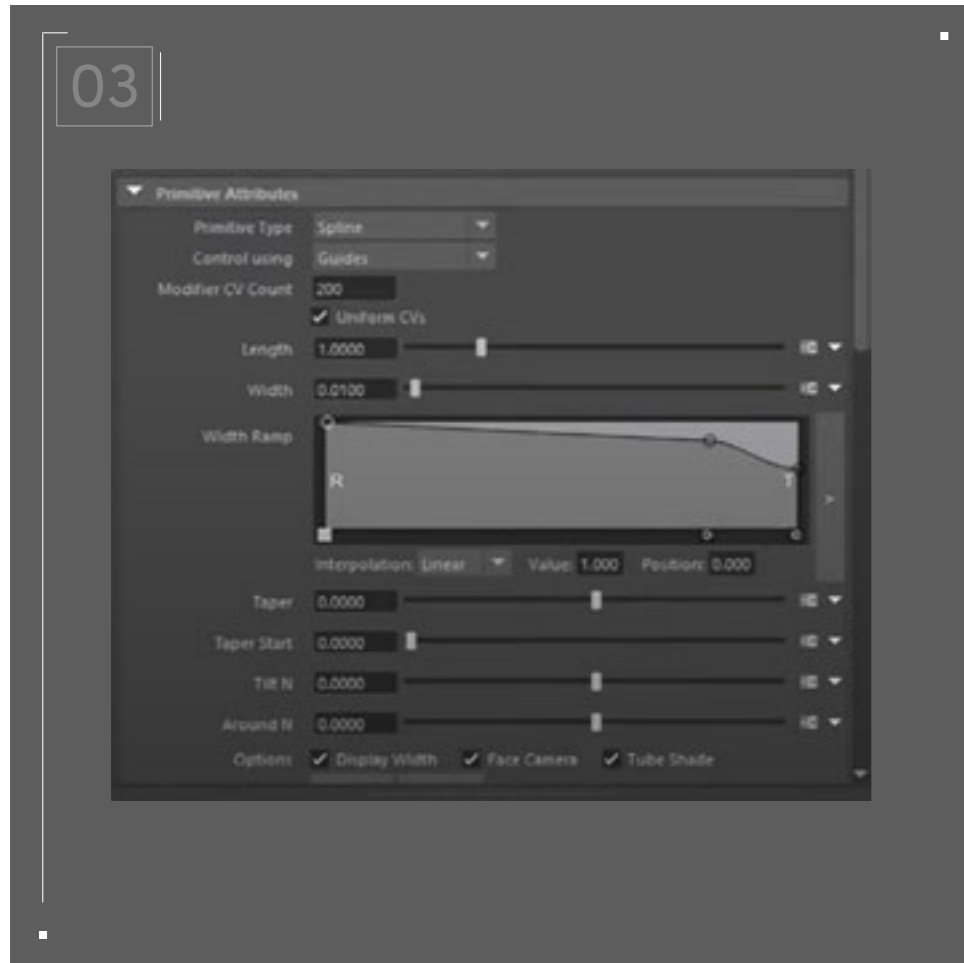 03
Primitive Attributes
Primitive Type Spline
Control using Guides
Modifier CV Count 200
Uniform CVs
Length 1.0000
Width 0.0100
Width Ramp
R T
>
Interpolation: Linear Value: 1.000 Position: 0.000
Taper 0.0000
Taper Start 0.0000
Tilt N 0.0000
Around N 0.0000
Options Display Width Face Camera Tube Shade